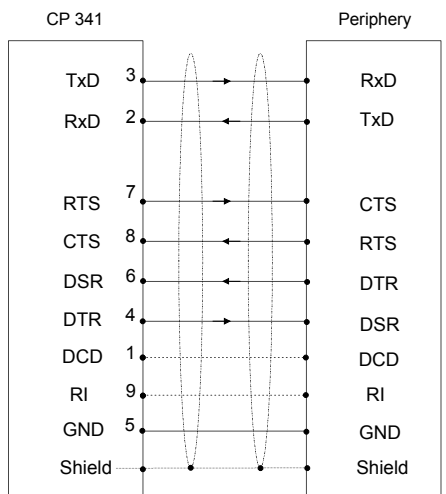 CP 341 Periphery
TxD 3 RxD
RxD 2 TxD
RTS 7 CTS
CTS 8 RTS
DSR 6 DTR
DTR 4 DSR
DCD 1 DCD
RI 9 RI
GND 5 GND
Shield Shield